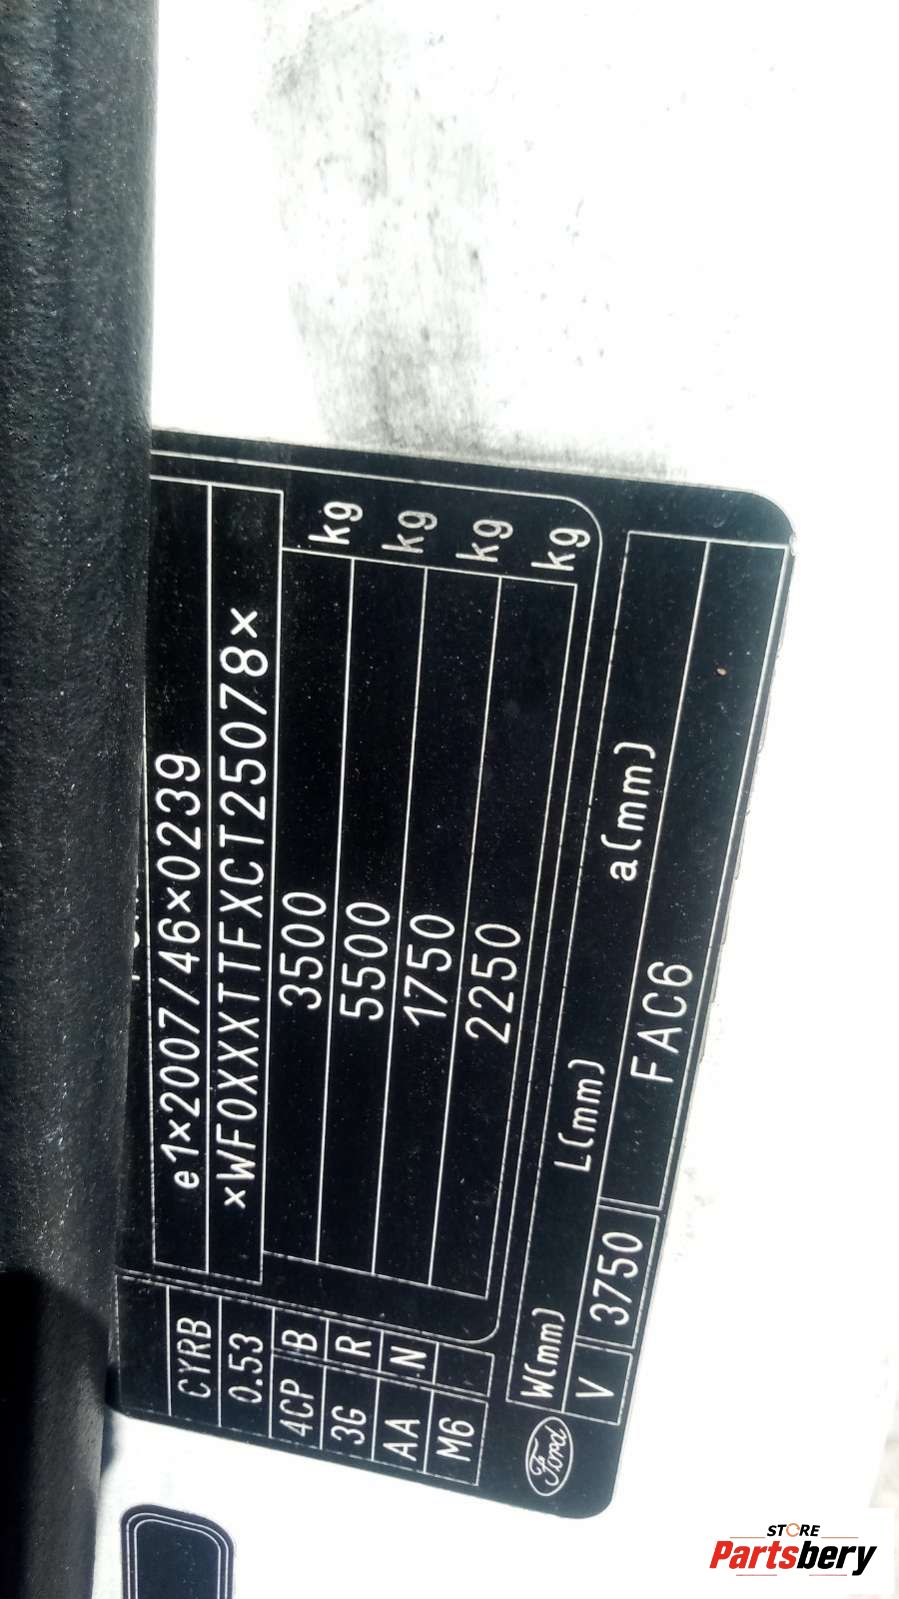 e1×2007/46×0239
×WF0XXXTTFXCT25078×
3500 kg
5500 kg
1750 kg
2250 kg
CYRB
0.53
4CP B
3G R
AA N
M6
W(mm) L(mm) a(mm)
V 3750 FAC6
Ford
STORE
Partsbery